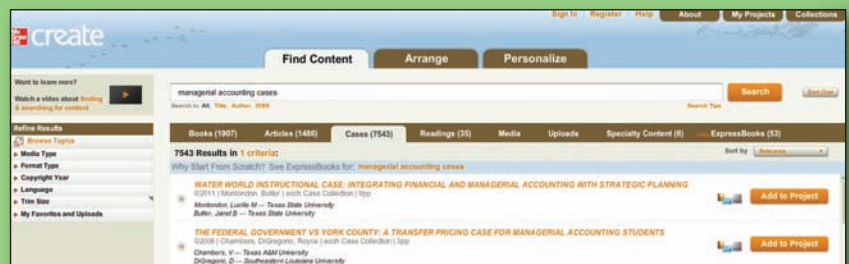 Sign In Register Help About My Projects Collections
create
Find Content Arrange Personalize
Want to learn more?
Watch a video about finding & searching for content
managerial accounting cases Search Start Over
Search in: All, Title, Author, ISBN Search Tips
Refine Results
Browse Topics
Media Type
Format Type
Copyright Year
Language
Trim Size
My Favorites and Uploads
Books (1907) Articles (1486) Cases (7543) Readings (35) Media Uploads Specialty Content (6) ExpressBooks (53)
7543 Results in 1 criteria: Sort by Relevance
Why Start From Scratch? See ExpressBooks for: managerial accounting cases
WATER WORLD INSTRUCTIONAL CASE: INTEGRATING FINANCIAL AND MANAGERIAL ACCOUNTING WITH STRATEGIC PLANNING
©2011 | Montondon, Butler | Case Collection | 9pp
Montondon, Lucille M — Texas State University
Butler, Janet B — Texas State University
Add to Project
THE FEDERAL GOVERNMENT VS YORK COUNTY: A TRANSFER PRICING CASE FOR MANAGERIAL ACCOUNTING STUDENTS
©2008 | Chambers, DiGregorio, Royce | Case Collection | 3pp
Chambers, V — Texas A&M University
DiGregorio, D — Southeastern Louisiana University
Add to Project